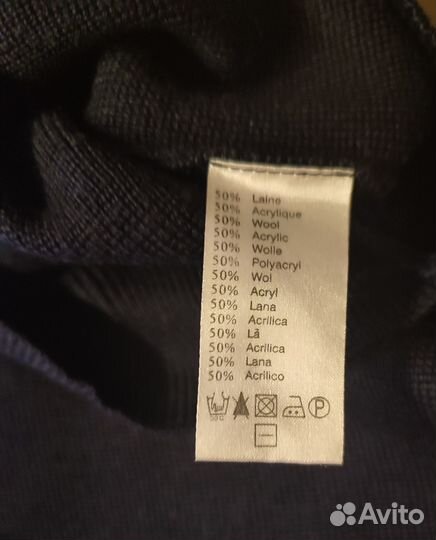 50% Laine
50% Acrylique
50% Wool
50% Acrylic
50% Wolle
50% Polyacryl
50% Wol
50% Acryl
50% Lana
50% Acrilica
50% Lã
50% Acrilica
50% Lana
50% Acrilico
P
Avito